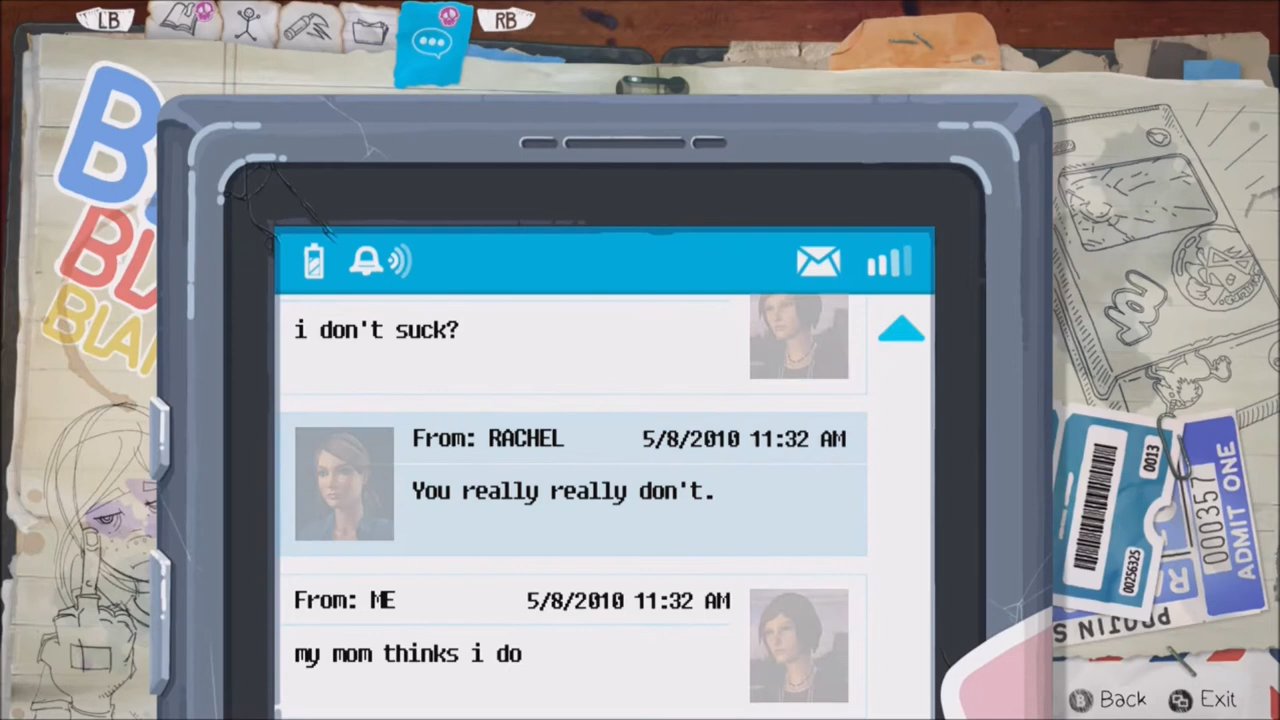 LB
RB
i don't suck?
From: RACHEL 5/8/2010 11:32 AM
You really really don't.
From: ME 5/8/2010 11:32 AM
my mom thinks i do
0013
00256325
000357
ADMIT ONE
Back
Exit